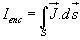 I_enc = ∫_S J⃗.ds⃗